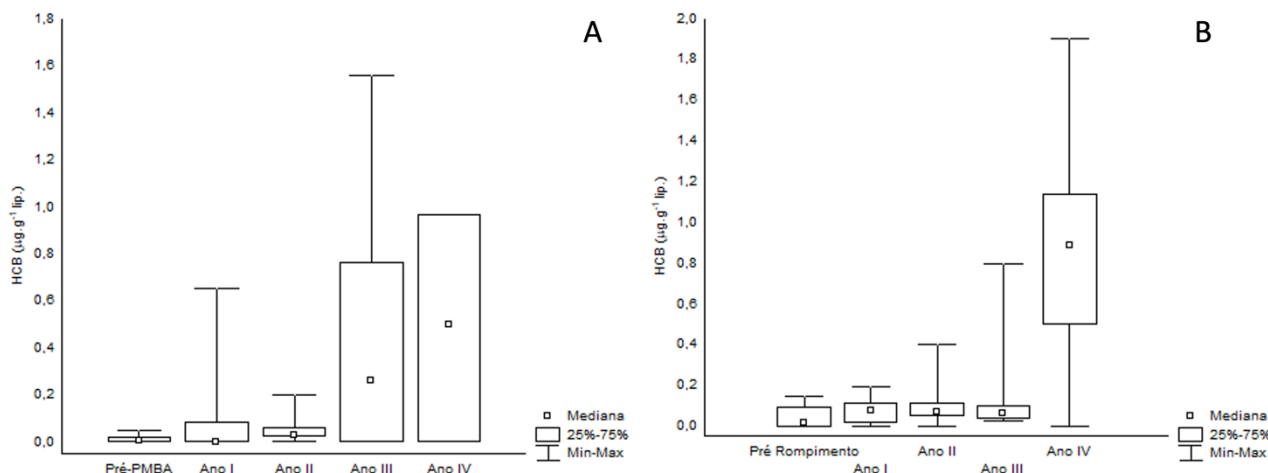 A
1,8
1,6
1,4
1,2
1,0
0,8
0,6
0,4
0,2
0,0
HCB (µg.g⁻¹ lip.)
Pré-PMBA Ano I Ano II Ano III Ano IV
Mediana
25%-75%
Min-Max
B
2,0
1,8
1,6
1,4
1,2
1,0
0,8
0,6
0,4
0,2
0,0
HCB (µg.g⁻¹ lip.)
Pré Rompimento Ano II Ano IV
Ano I Ano III
Mediana
25%-75%
Min-Max